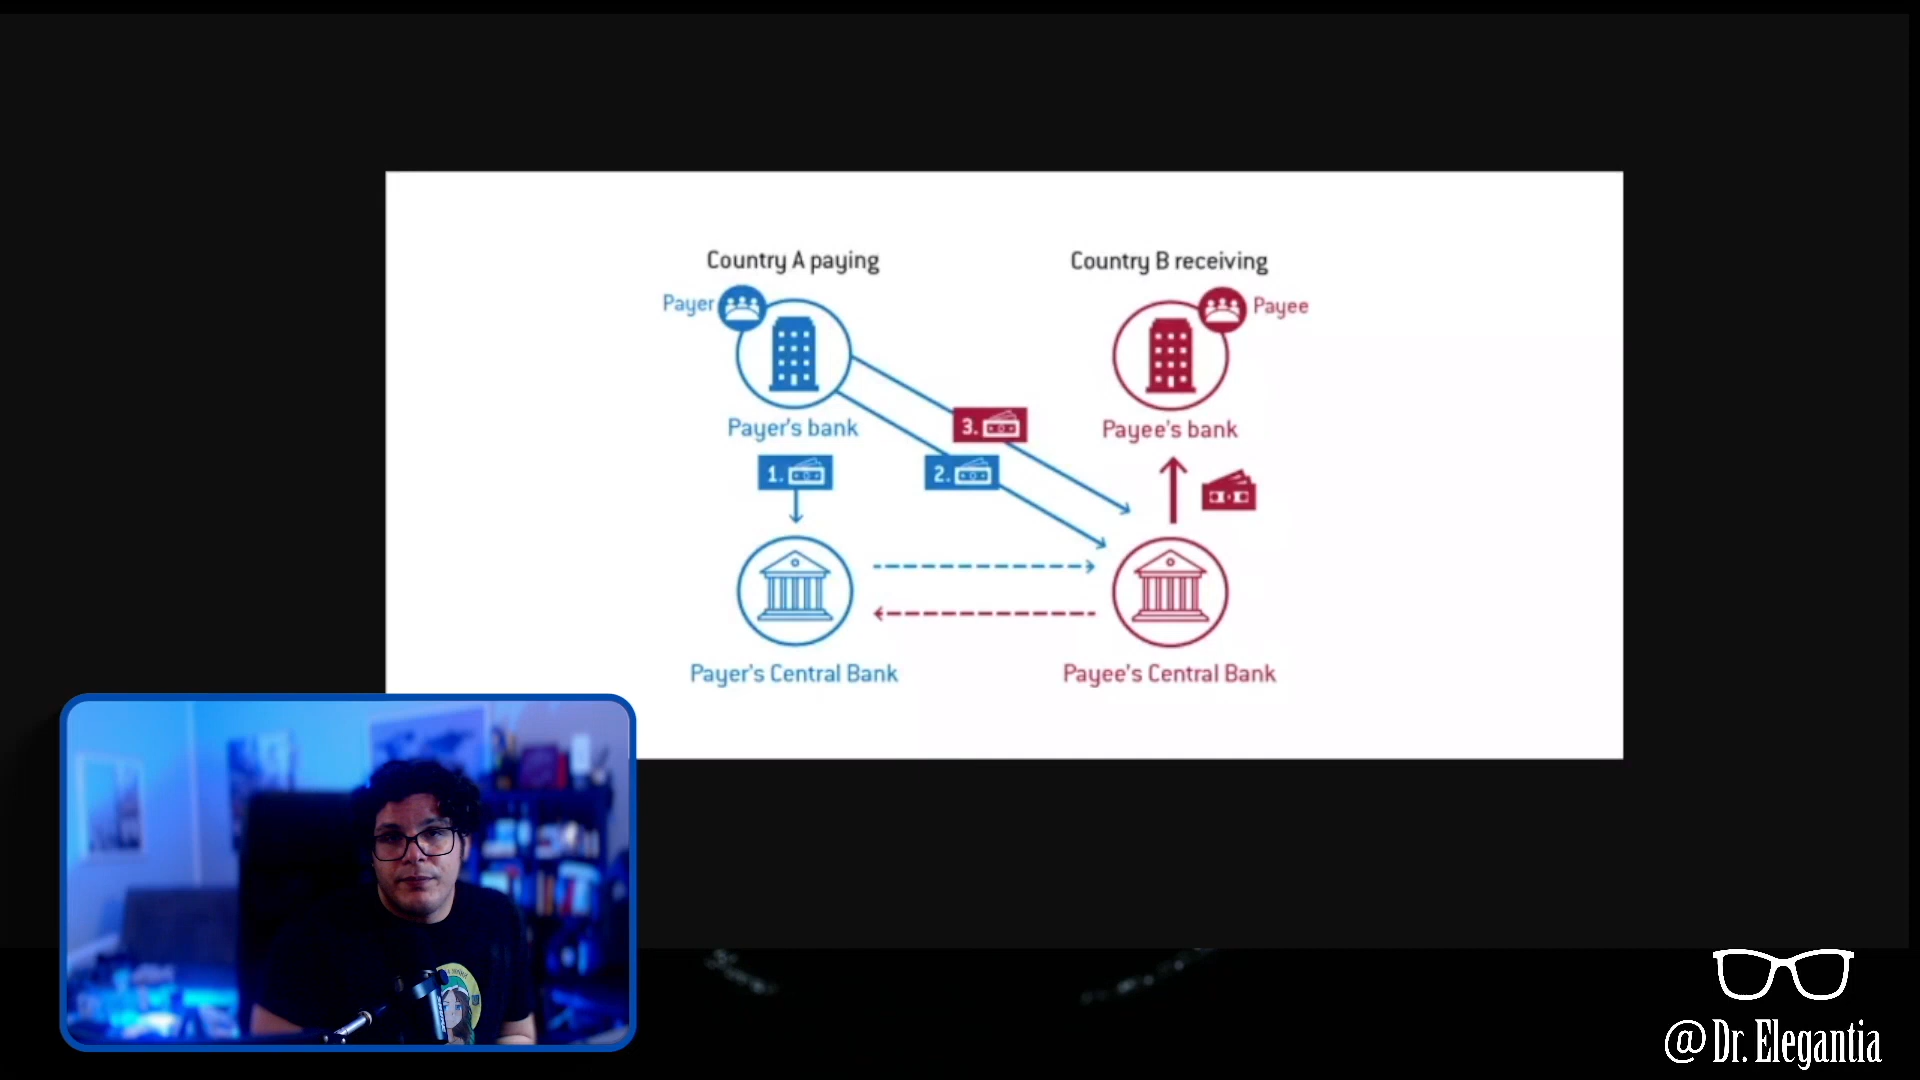 Country A paying
Country B receiving
Payer
Payee
Payer's bank
Payee's bank
3.
1.
2.
Payer's Central Bank
Payee's Central Bank
@Dr. Elegantia